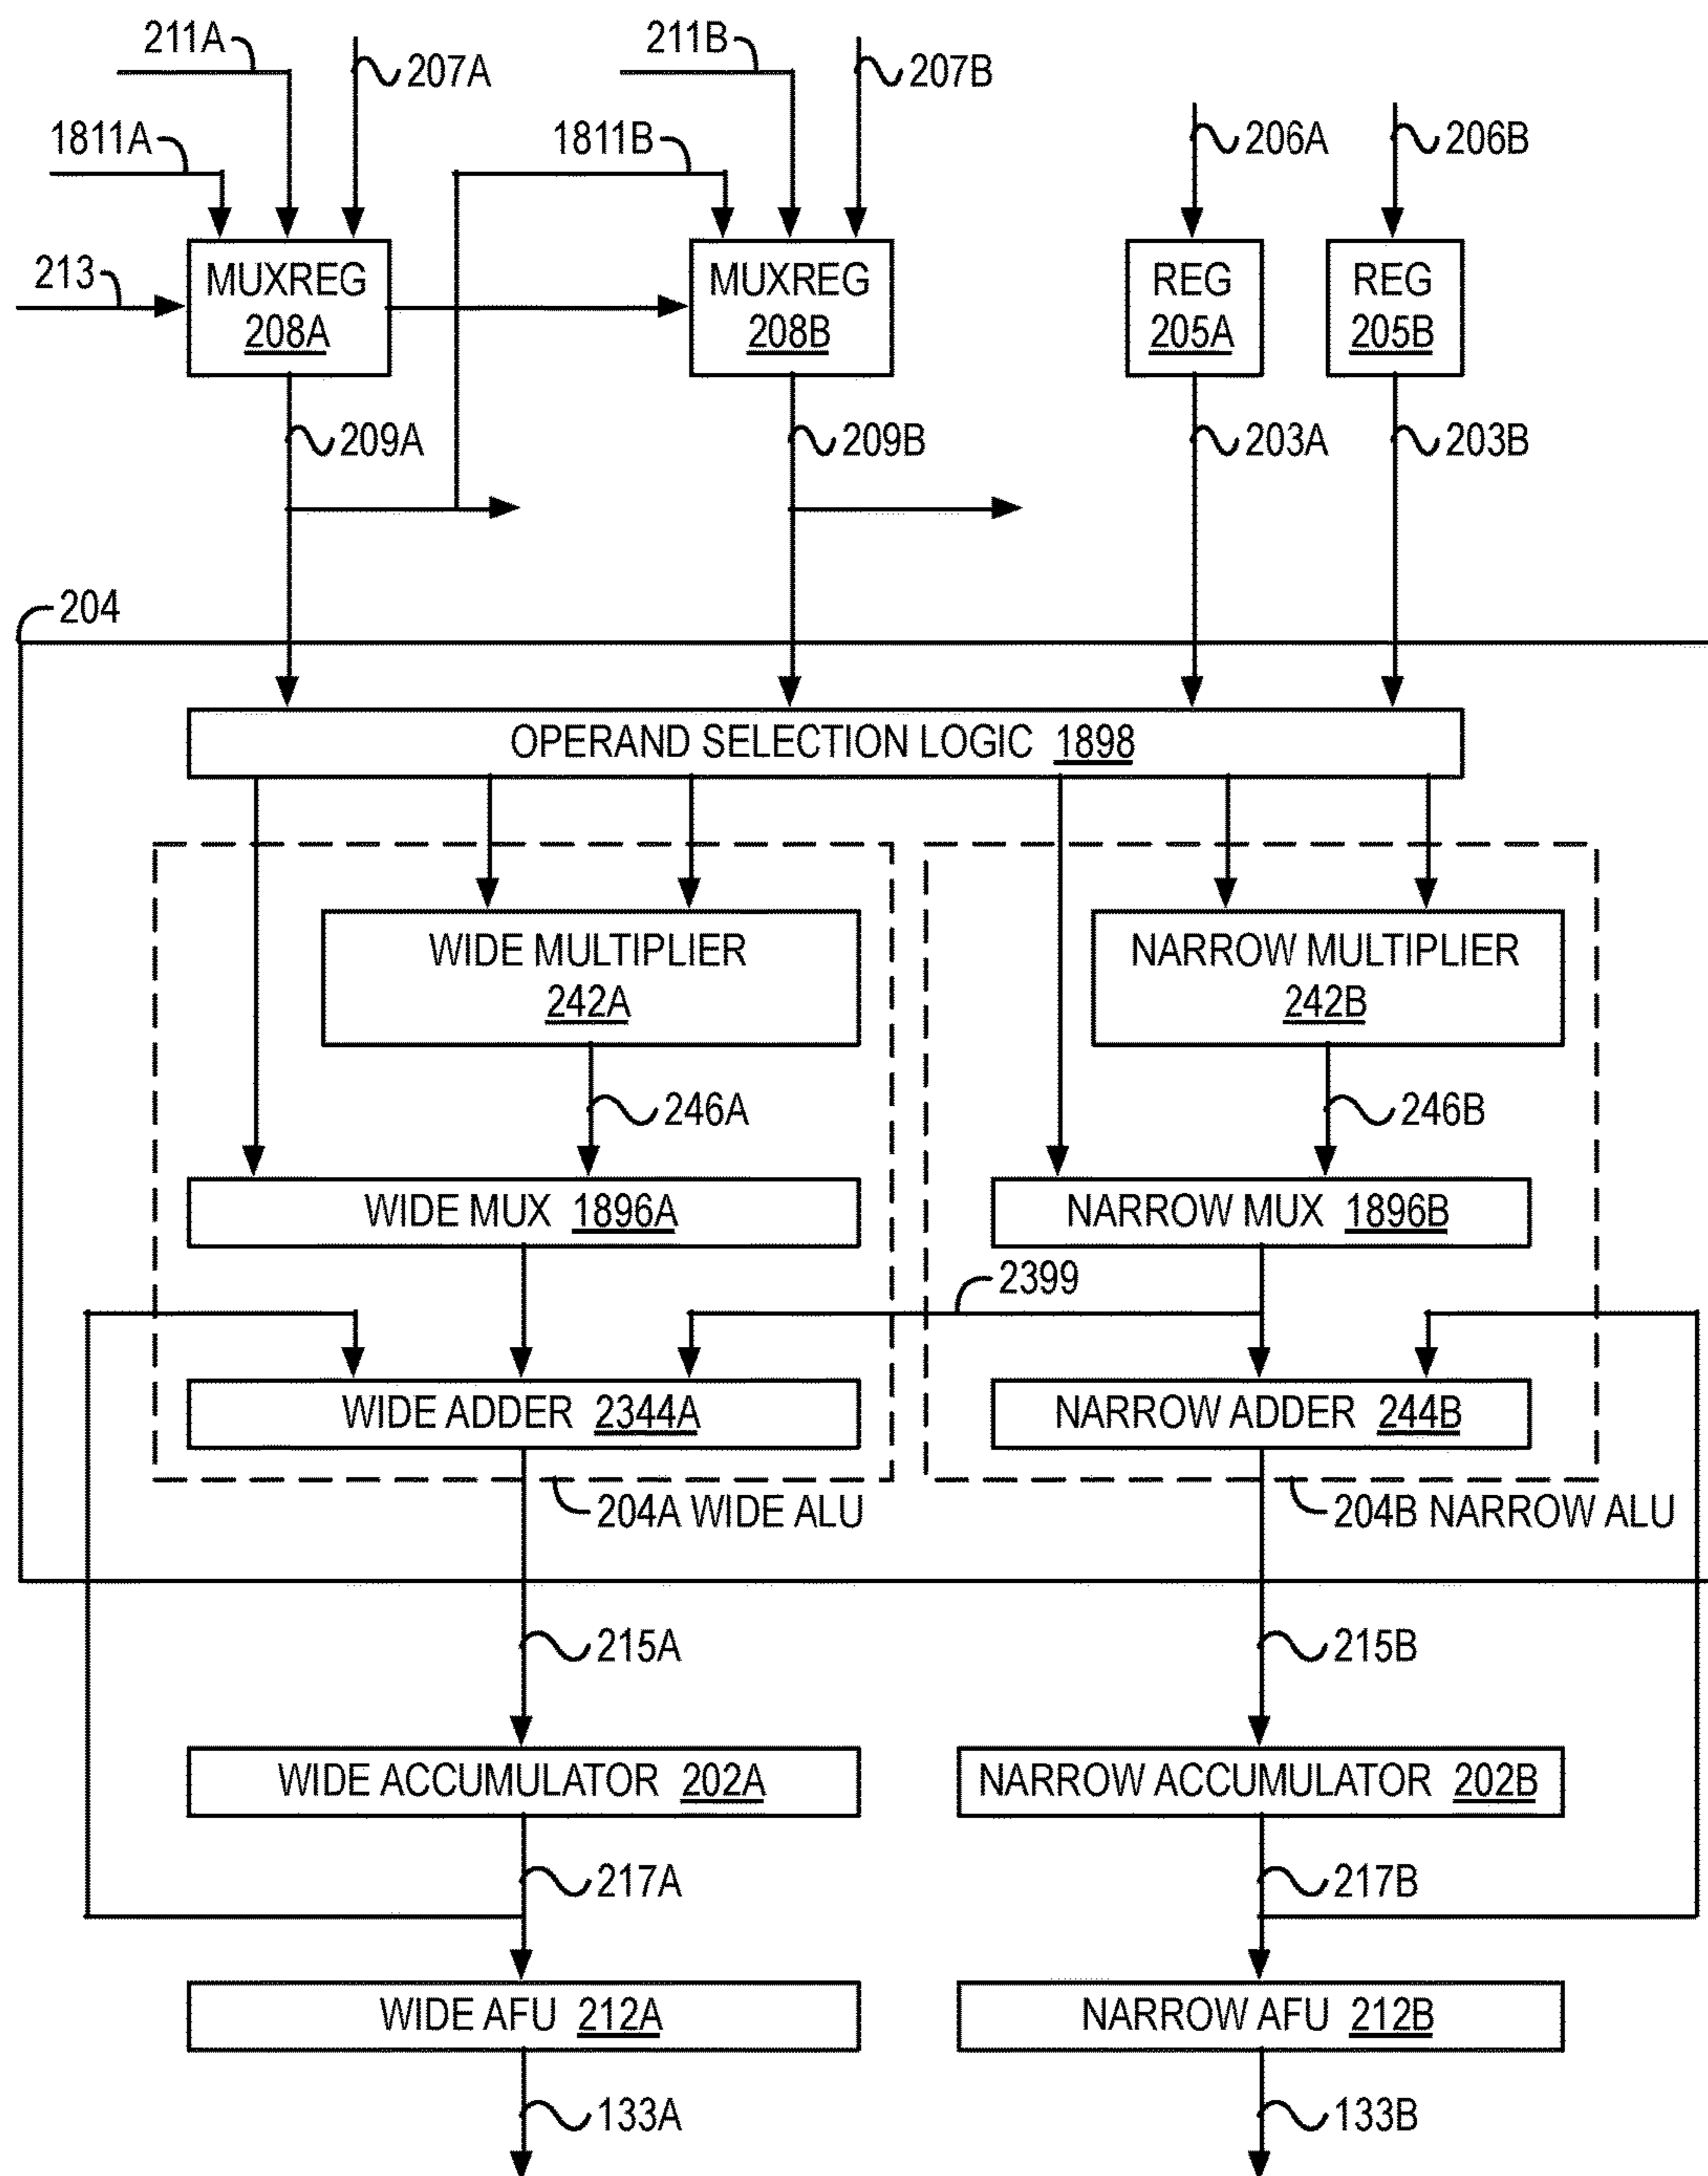 211A
207A
211B
207B
1811A
1811B
206A
206B
213
MUXREG
208A
MUXREG
208B
REG
205A
REG
205B
209A
209B
203A
203B
204
OPERAND SELECTION LOGIC 1898
WIDE MULTIPLIER
242A
NARROW MULTIPLIER
242B
246A
246B
WIDE MUX 1896A
NARROW MUX 1896B
2399
WIDE ADDER 2344A
NARROW ADDER 244B
204A WIDE ALU
204B NARROW ALU
215A
215B
WIDE ACCUMULATOR 202A
NARROW ACCUMULATOR 202B
217A
217B
WIDE AFU 212A
NARROW AFU 212B
133A
133B